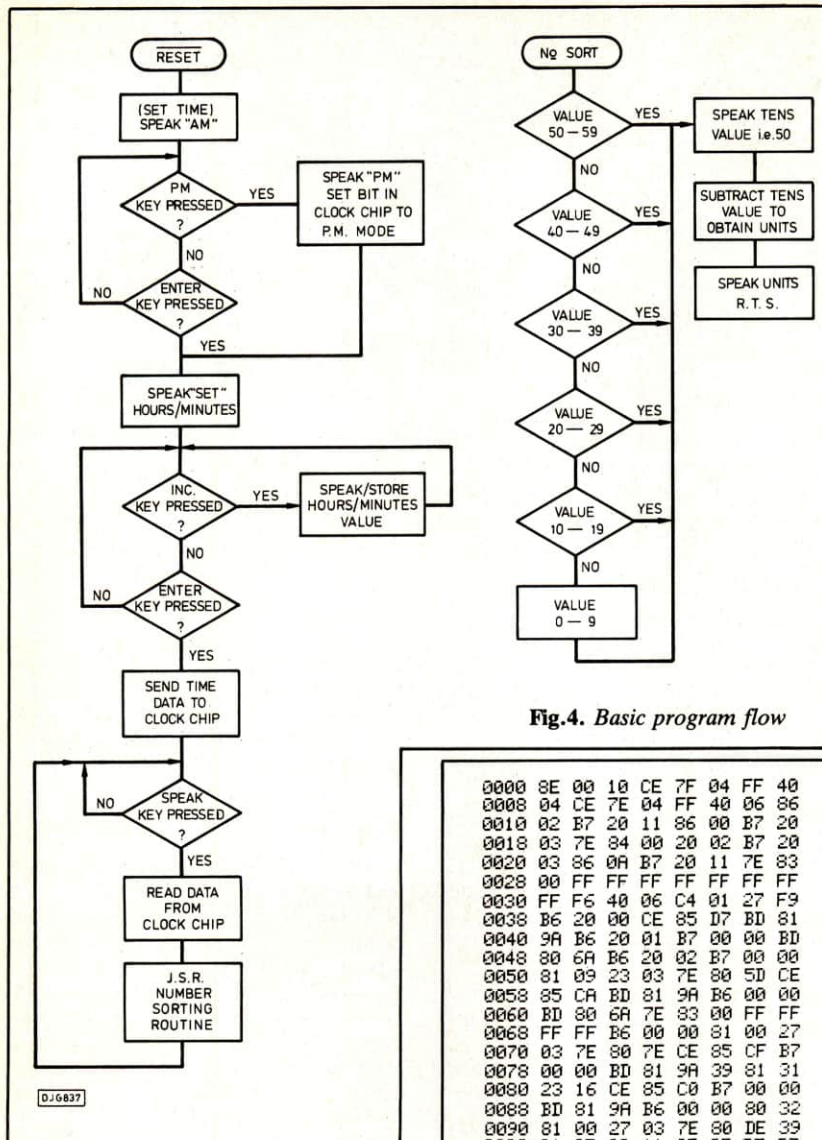 RESET
(SET TIME)
SPEAK "AM"
PM
KEY PRESSED
?
YES
SPEAK "PM"
SET BIT IN
CLOCK CHIP TO
P.M. MODE
NO
ENTER
KEY PRESSED
?
NO
YES
SPEAK "SET"
HOURS/MINUTES
INC.
KEY PRESSED
?
YES
SPEAK/STORE
HOURS/MINUTES
VALUE
NO
ENTER
KEY PRESSED
?
NO
YES
SEND TIME
DATA TO
CLOCK CHIP
SPEAK
KEY PRESSED
?
NO
YES
READ DATA
FROM
CLOCK CHIP
J.S.R.
NUMBER
SORTING
ROUTINE
DJG837
Nº SORT
VALUE
50 — 59
YES
SPEAK TENS
VALUE i.e.50
SUBTRACT TENS
VALUE TO
OBTAIN UNITS
SPEAK UNITS
R.T.S.
NO
VALUE
40 — 49
YES
NO
VALUE
30 — 39
YES
NO
VALUE
20 — 29
YES
NO
VALUE
10 — 19
YES
NO
VALUE
0 — 9
Fig.4. Basic program flow
0000 8E 00 10 CE 7F 04 FF 40
0008 04 CE 7E 04 FF 40 06 86
0010 02 B7 20 11 86 00 B7 20
0018 03 7E 84 00 20 02 B7 20
0020 03 86 0A B7 20 11 7E 83
0028 00 FF FF FF FF FF FF FF
0030 FF F6 40 06 C4 01 27 F9
0038 B6 20 00 CE 85 D7 BD 81
0040 9A B6 20 01 B7 00 00 BD
0048 80 6A B6 20 02 B7 00 00
0050 81 09 23 03 7E 80 5D CE
0058 85 CA BD 81 9A B6 00 00
0060 BD 80 6A 7E 83 00 FF FF
0068 FF FF B6 00 00 81 00 27
0070 03 7E 80 7E CE 85 CF B7
0078 00 00 BD 81 9A 39 81 31
0080 23 16 CE 85 C0 B7 00 00
0088 BD 81 9A B6 00 00 80 32
0090 81 00 27 03 7E 80 DE 39